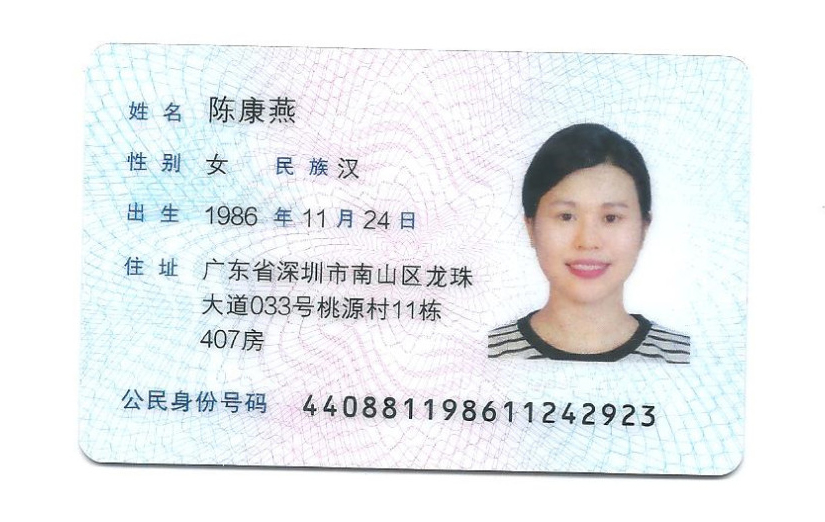 姓名 陈康燕
性别 女 民族 汉
出生 1986 年 11 月 24 日
住址 广东省深圳市南山区龙珠
大道033号桃源村11栋
407房
公民身份号码 440881198611242923